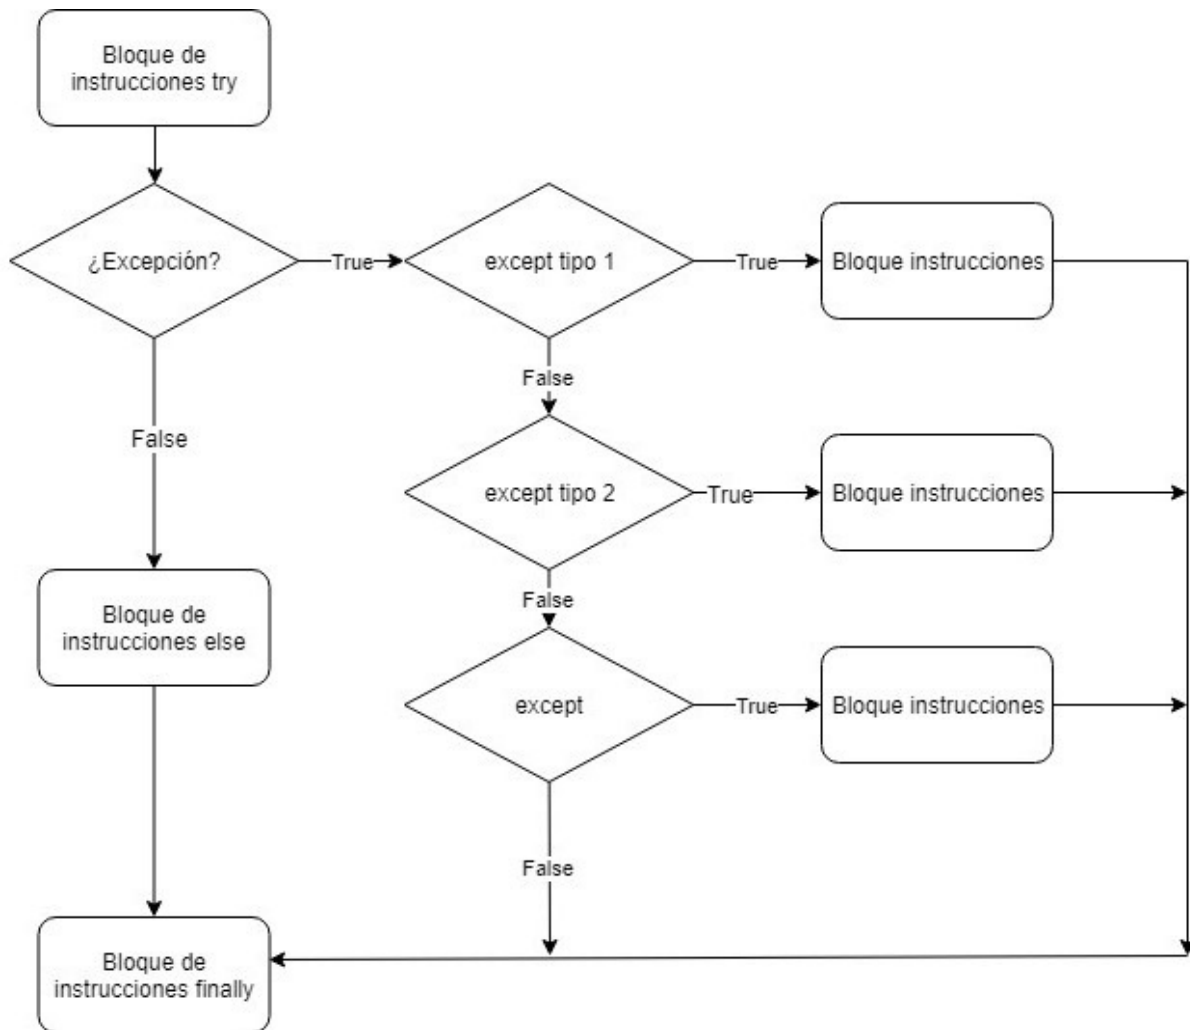 Bloque de
instrucciones try
¿Excepción?
True
except tipo 1
True
Bloque instrucciones
False
False
except tipo 2
True
Bloque instrucciones
Bloque de
instrucciones else
False
except
True
Bloque instrucciones
False
Bloque de
instrucciones finally